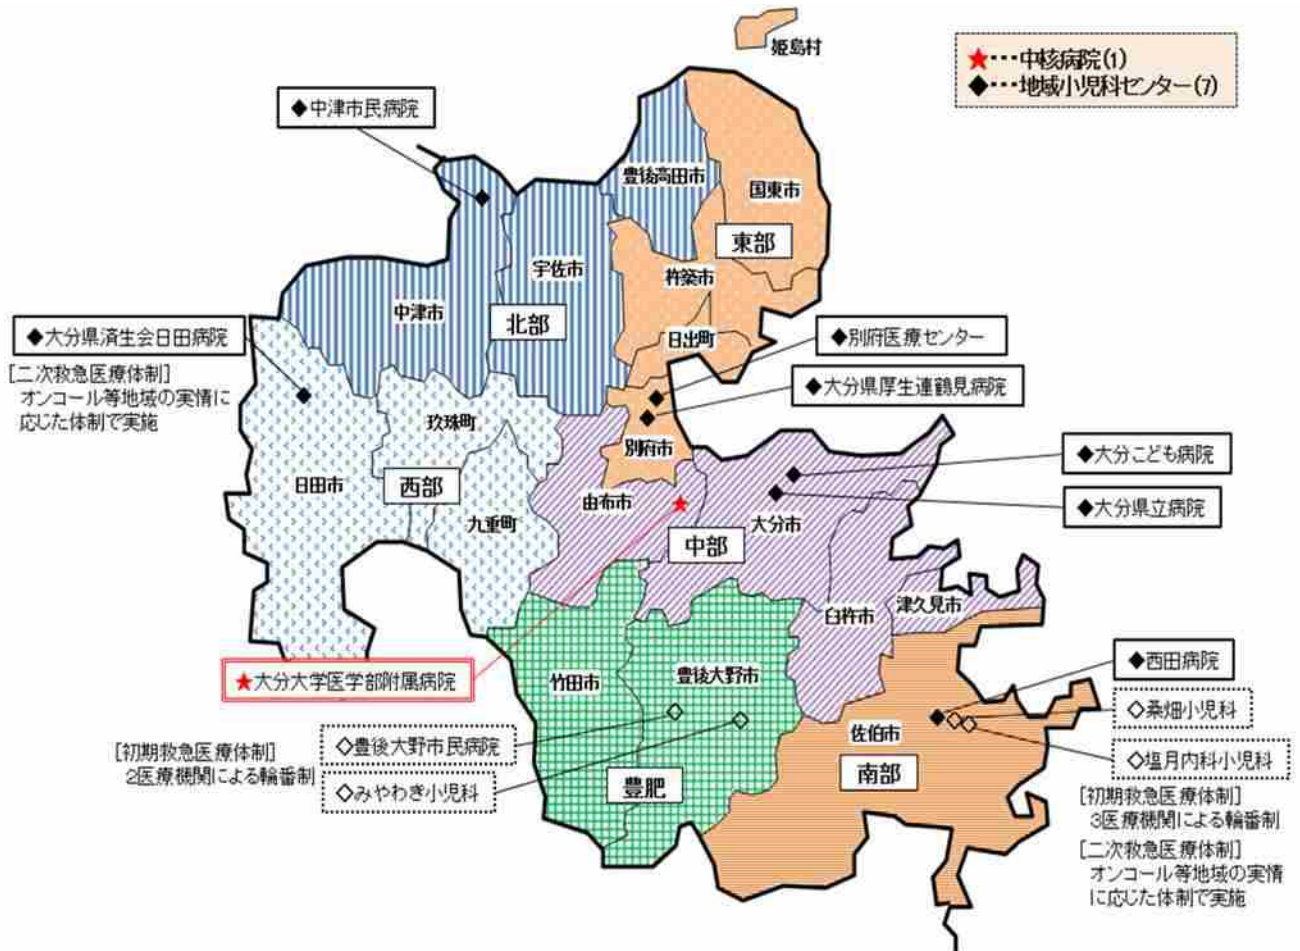 姫島村
★･･･中核病院(1)
◆･･･地域小児科センター(7)
◆中津市民病院
豊後高田市
国東市
東部
宇佐市
杵築市
中津市
北部
日出町
◆大分県済生会日田病院
[二次救急医療体制]
オンコール等地域の実情に
応じた体制で実施
◆別府医療センター
◆大分県厚生連鶴見病院
玖珠町
別府市
◆大分こども病院
日田市
西部
由布市
大分市
◆大分県立病院
九重町
中部
臼杵市
津久見市
★大分大学医学部附属病院
竹田市
豊後大野市
◆西田病院
◇桑畑小児科
佐伯市
◇豊後大野市民病院
[初期救急医療体制]
2医療機関による輪番制
◇塩月内科小児科
南部
豊肥
◇みやわき小児科
[初期救急医療体制]
3医療機関による輪番制
[二次救急医療体制]
オンコール等地域の実情
に応じた体制で実施